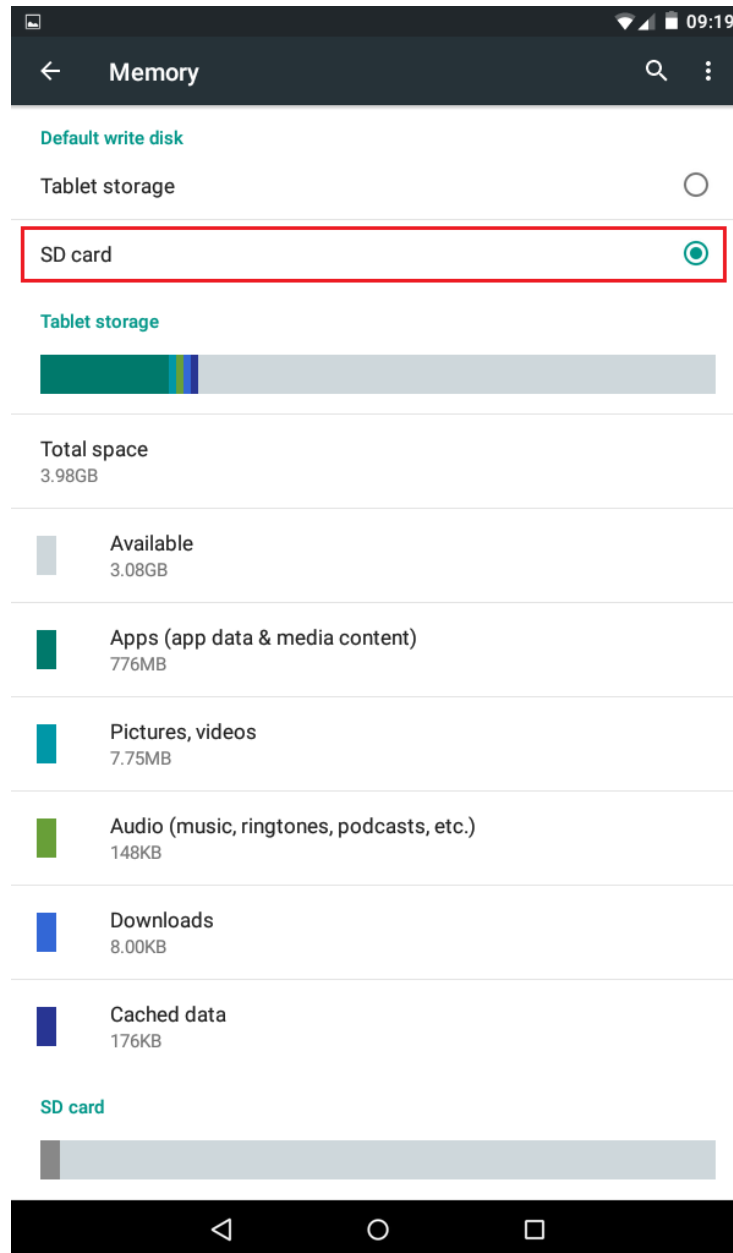 09:19
Memory
Default write disk
Tablet storage
SD card
Tablet storage
Total space
3.98GB
Available
3.08GB
Apps (app data & media content)
776MB
Pictures, videos
7.75MB
Audio (music, ringtones, podcasts, etc.)
148KB
Downloads
8.00KB
Cached data
176KB
SD card